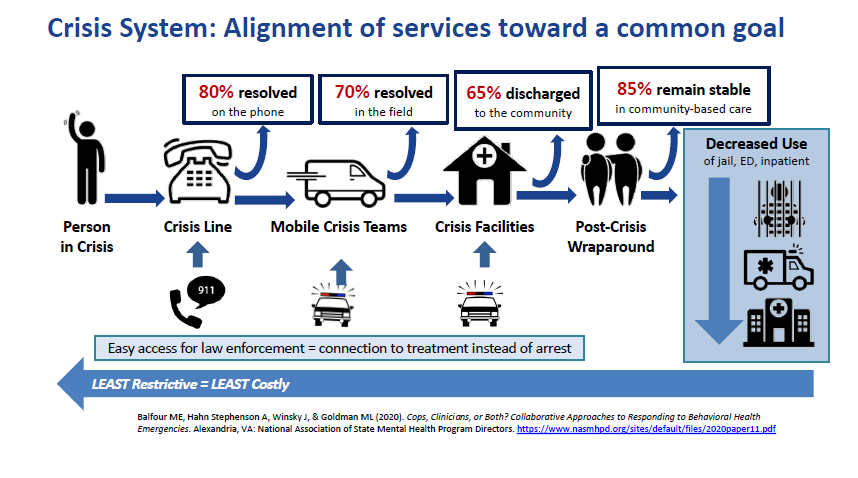 Crisis System: Alignment of services toward a common goal
80% resolved
on the phone
70% resolved
in the field
65% discharged
to the community
85% remain stable
in community-based care
Decreased Use
of jail, ED, inpatient
Person
in Crisis
Crisis Line
Mobile Crisis Teams
Crisis Facilities
Post-Crisis
Wraparound
911
Easy access for law enforcement = connection to treatment instead of arrest
LEAST Restrictive = LEAST Costly
Balfour ME, Hahn Stephenson A, Winsky J, & Goldman ML (2020). Cops, Clinicians, or Both? Collaborative Approaches to Responding to Behavioral Health
Emergencies. Alexandria, VA: National Association of State Mental Health Program Directors. https://www.nasmhpd.org/sites/default/files/2020paper11.pdf